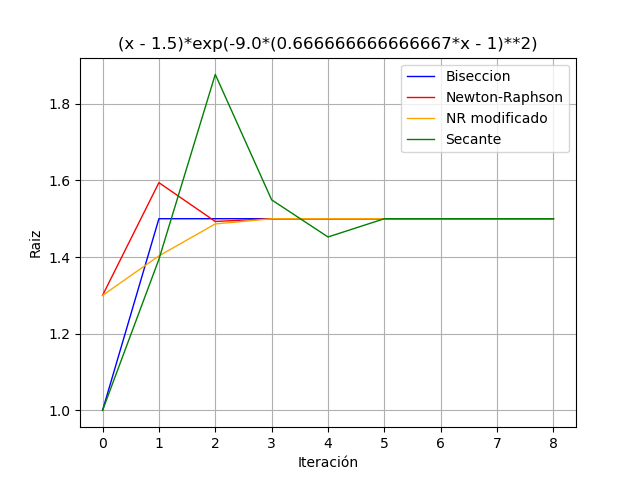 (x - 1.5)*exp(-9.0*(0.666666666666667*x - 1)**2)
Biseccion
Newton-Raphson
NR modificado
Secante
1.8
1.6
1.4
1.2
1.0
Raiz
0 1 2 3 4 5 6 7 8
Iteración